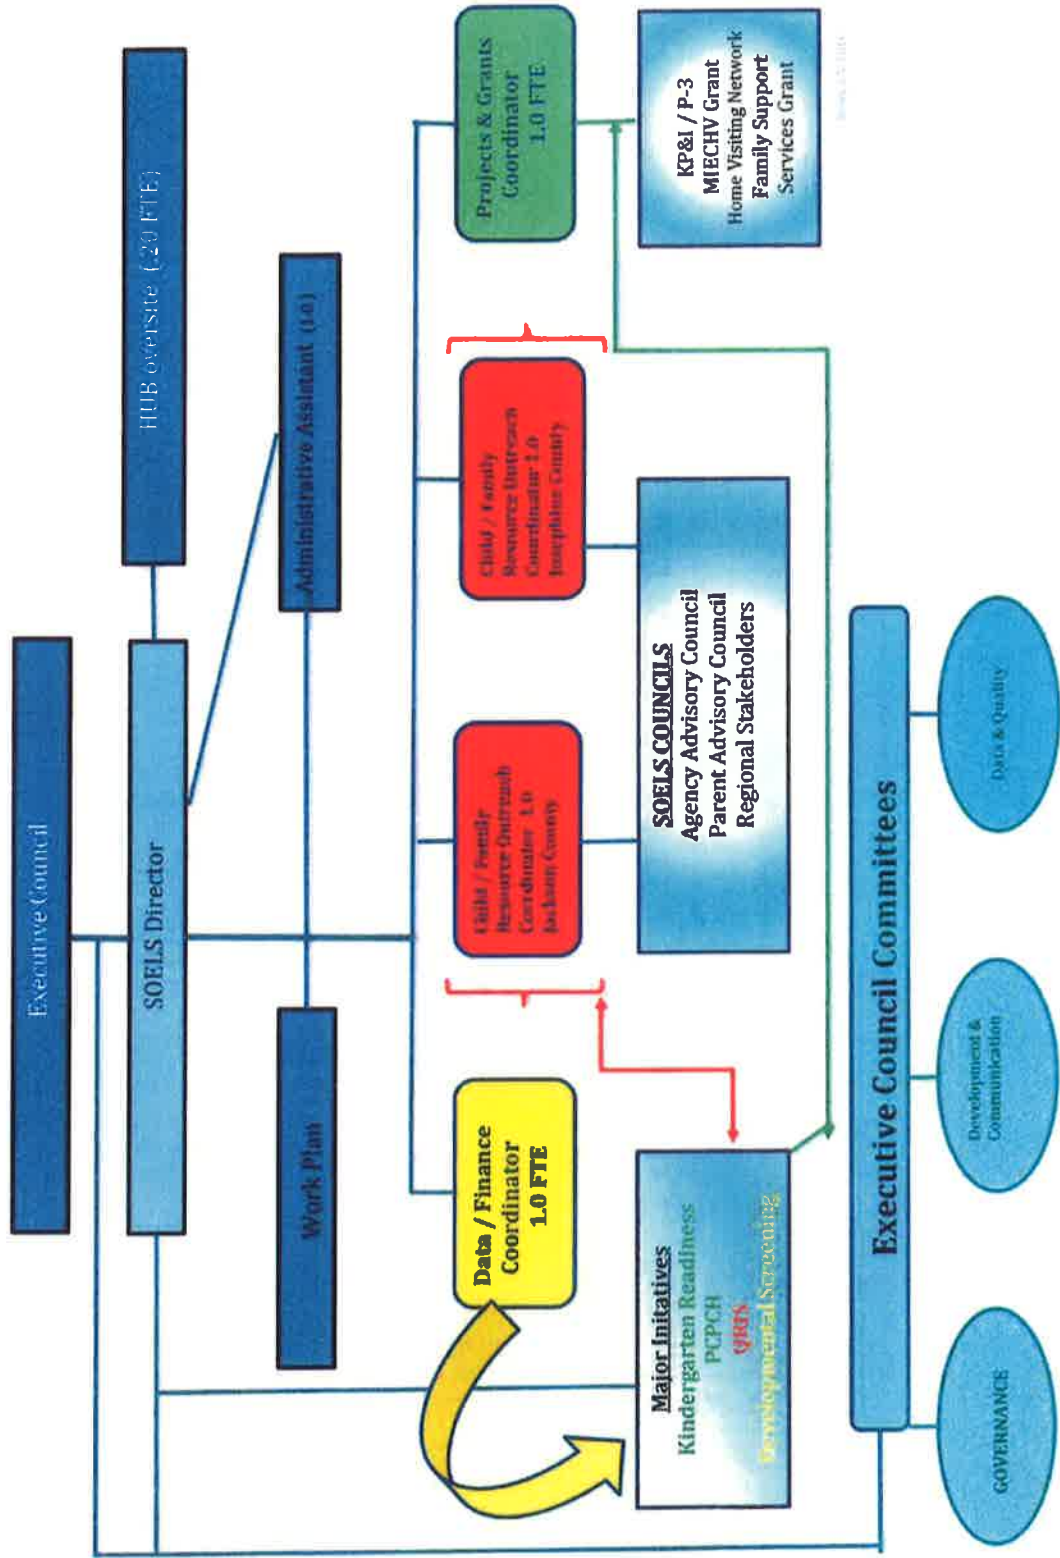 Executive Council
SOELS Director
HUB oversite (.20 FTE)
Administrative Assistant (1.0)
Work Plan
Data / Finance
Coordinator
1.0 FTE
Child / Family
Resource Outreach
Coordinator 1.0
Jackson County
Child / Family
Resource Outreach
Coordinator 1.0
Josephine County
Projects & Grants
Coordinator
1.0 FTE
Major Initatives
Kindergarten Readiness
PCPCH
QRIS
Developmental Screening
SOELS COUNCILS
Agency Advisory Council
Parent Advisory Council
Regional Stakeholders
KP&I / P-3
MIECHV Grant
Home Visiting Network
Family Support
Services Grant
Executive Council Committees
GOVERNANCE
Development &
Communication
Data & Quality